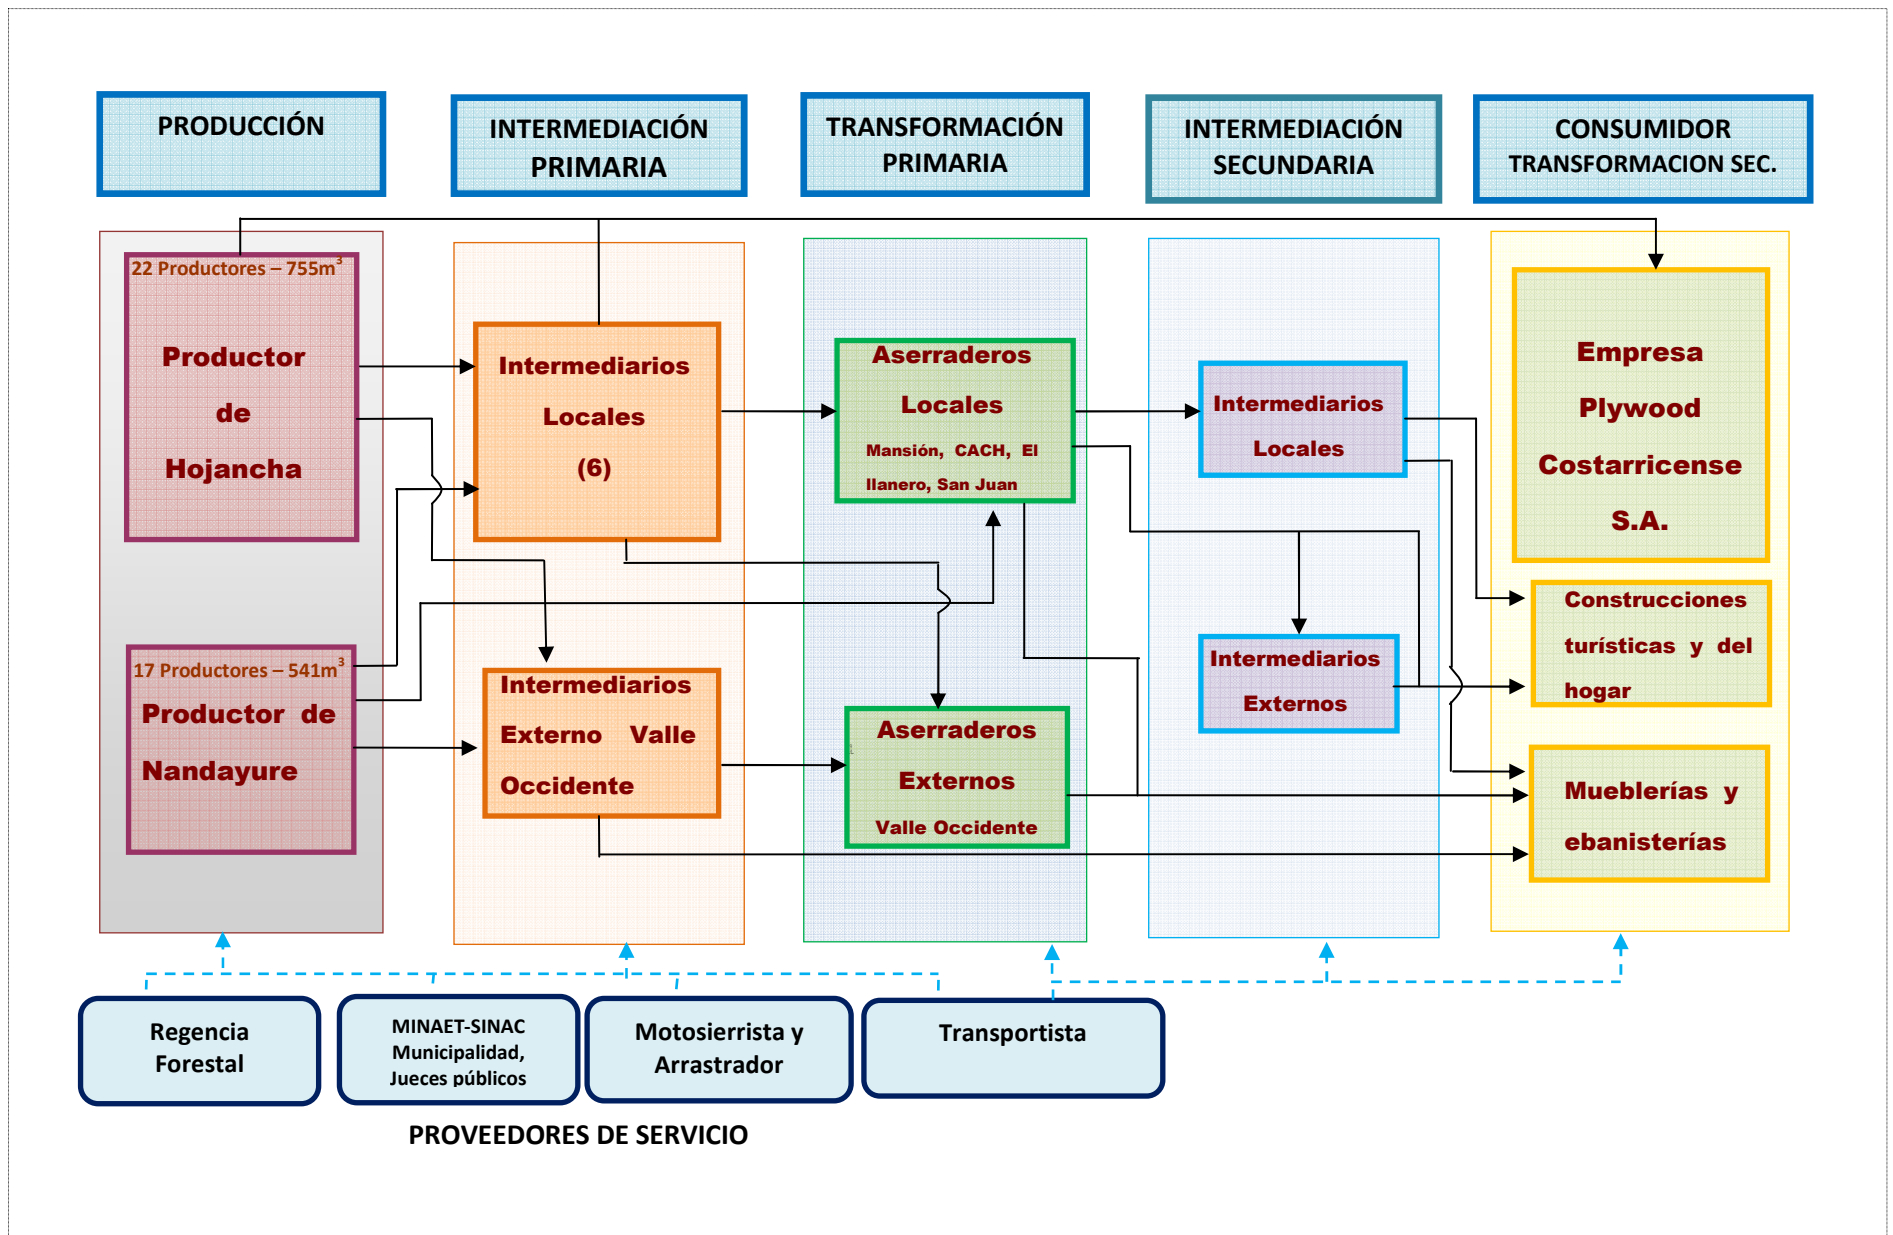 PRODUCCIÓN
INTERMEDIACIÓN
PRIMARIA
TRANSFORMACIÓN
PRIMARIA
INTERMEDIACIÓN
SECUNDARIA
CONSUMIDOR
TRANSFORMACION SEC.
22 Productores – 755m³
Productor
de
Hojancha
17 Productores – 541m³
Productor de
Nandayure
Intermediarios
Locales
(6)
Intermediarios
Externo Valle
Occidente
Aserraderos
Locales
Mansión, CACH, El
llanero, San Juan
Aserraderos
Externos
Valle Occidente
Intermediarios
Locales
Intermediarios
Externos
Empresa
Plywood
Costarricense
S.A.
Construcciones
turísticas y del
hogar
Mueblerías y
ebanisterías
Regencia
Forestal
MINAET-SINAC
Municipalidad,
Jueces públicos
Motosierrista y
Arrastrador
Transportista
PROVEEDORES DE SERVICIO